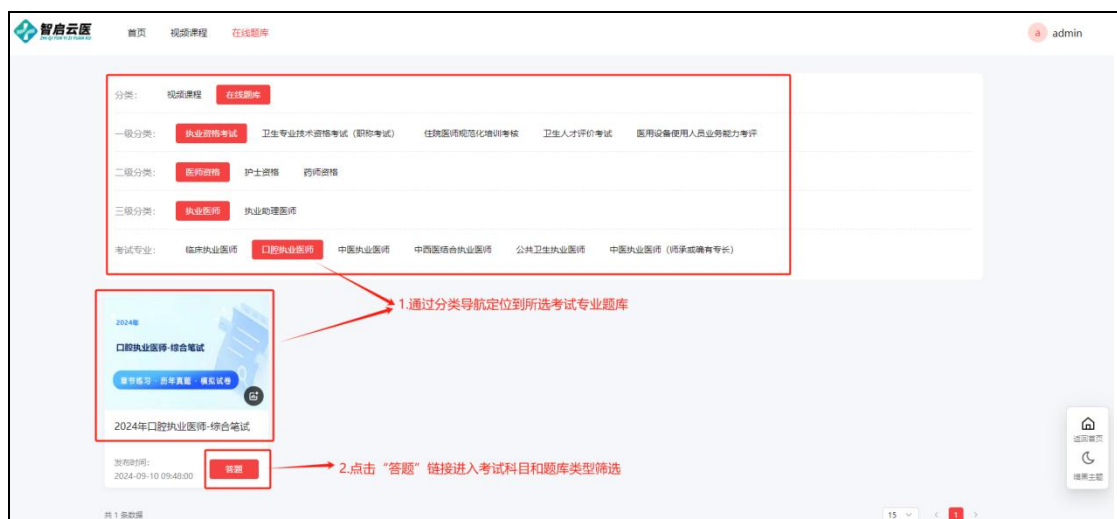 智启云医
首页 视频课程 在线题库
a admin
分类： 视频课程 在线题库
一级分类： 执业资格考试 卫生专业技术资格考试（职称考试） 住院医师规范化培训考核 卫生人才评价考试 医用设备使用人员业务能力考评
二级分类： 医师资格 护士资格 药师资格
三级分类： 执业医师 执业助理医师
考试专业： 临床执业医师 口腔执业医师 中医执业医师 中西医结合执业医师 公共卫生执业医师 中医执业医师（师承或确有专长）
1.通过分类导航定位到所选考试专业题库
2024年
口腔执业医师-综合笔试
章节练习·历年真题·模拟试卷
2024年口腔执业医师-综合笔试
发布时间：
2024-09-10 09:48:00
答题
2.点击“答题”链接进入考试科目和题库类型筛选
返回首页
暗黑主题
共 1 条数据
15
1